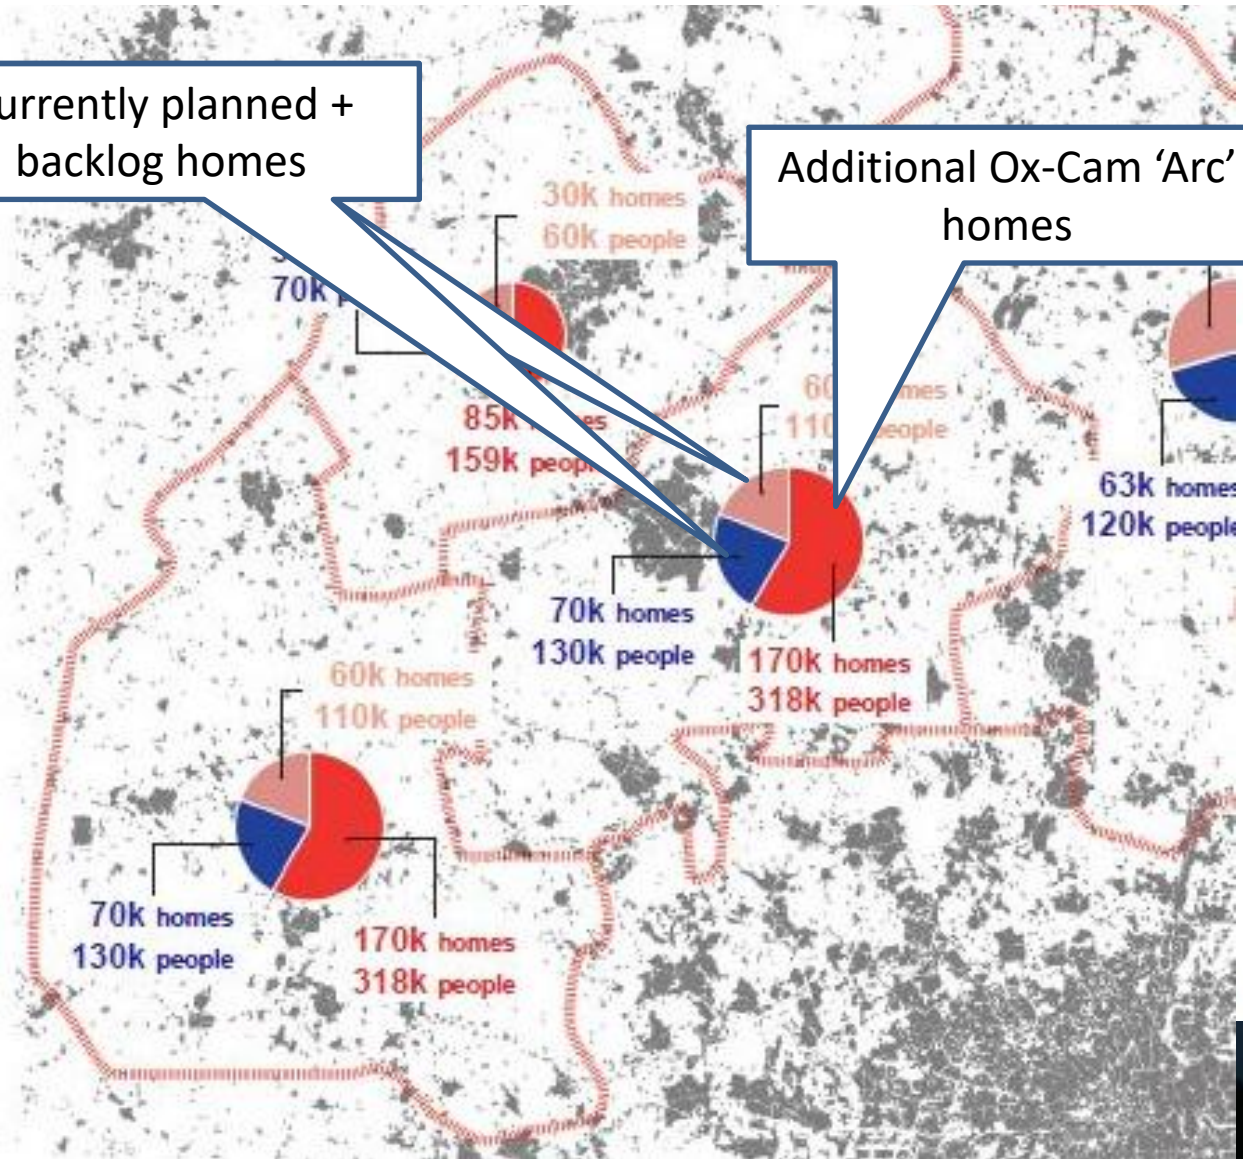 urrently planned +
backlog homes
Additional Ox-Cam ‘Arc’
homes
30k homes
60k people
70k
85k
159k people
110 people
63k homes
120k people
70k homes
130k people
170k homes
318k people
60k homes
110k people
70k homes
130k people
170k homes
318k people